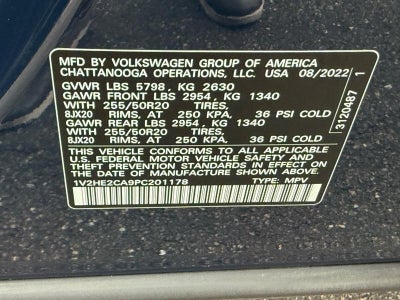 MFD. BY VOLKSWAGEN GROUP OF AMERICA
CHATTANOOGA OPERATIONS, LLC. USA 08/2022
GVWR LBS 5798, KG 2630
GAWR FRONT LBS 2954, KG 1340
WITH 255/50R20 TIRES,
8JX20 RIMS, AT 250 KPA, 36 PSI COLD
GAWR REAR LBS 2954, KG 1340
WITH 255/50R20 TIRES,
8JX20 RIMS, AT 250 KPA, 36 PSI COLD
THIS VEHICLE CONFORMS TO ALL APPLICABLE
U.S. FEDERAL MOTOR VEHICLE SAFETY, BUMPER,
AND THEFT PREVENTION STANDARDS IN EFFECT ON
THE DATE OF MANUFACTURE SHOWN ABOVE.
1V2HE2CA9PC201178 TYPE: MPV
3120487 1